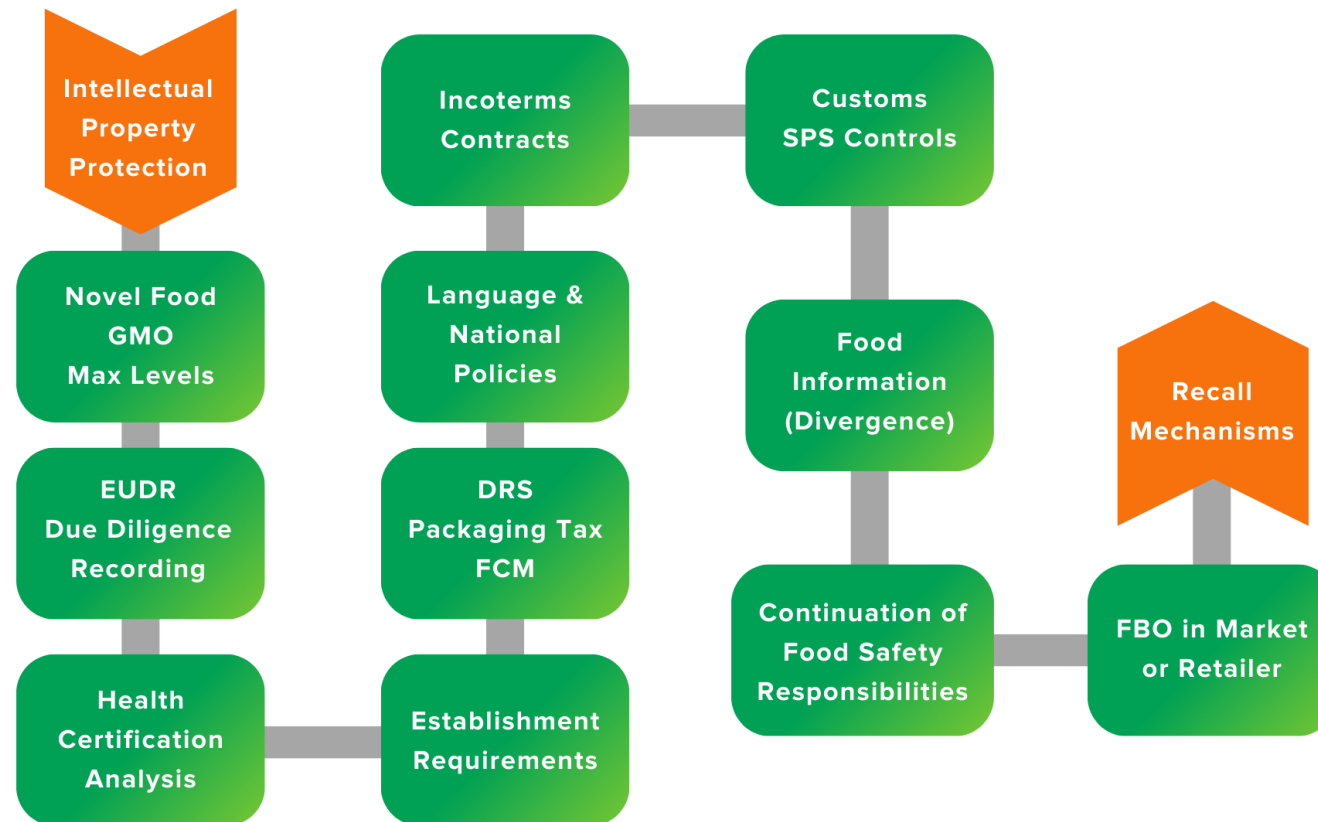 Intellectual
Property
Protection
Novel Food
GMO
Max Levels
EUDR
Due Diligence
Recording
Health
Certification
Analysis
Establishment
Requirements
DRS
Packaging Tax
FCM
Language &
National
Policies
Incoterms
Contracts
Customs
SPS Controls
Food
Information
(Divergence)
Continuation of
Food Safety
Responsibilities
FBO in Market
or Retailer
Recall
Mechanisms